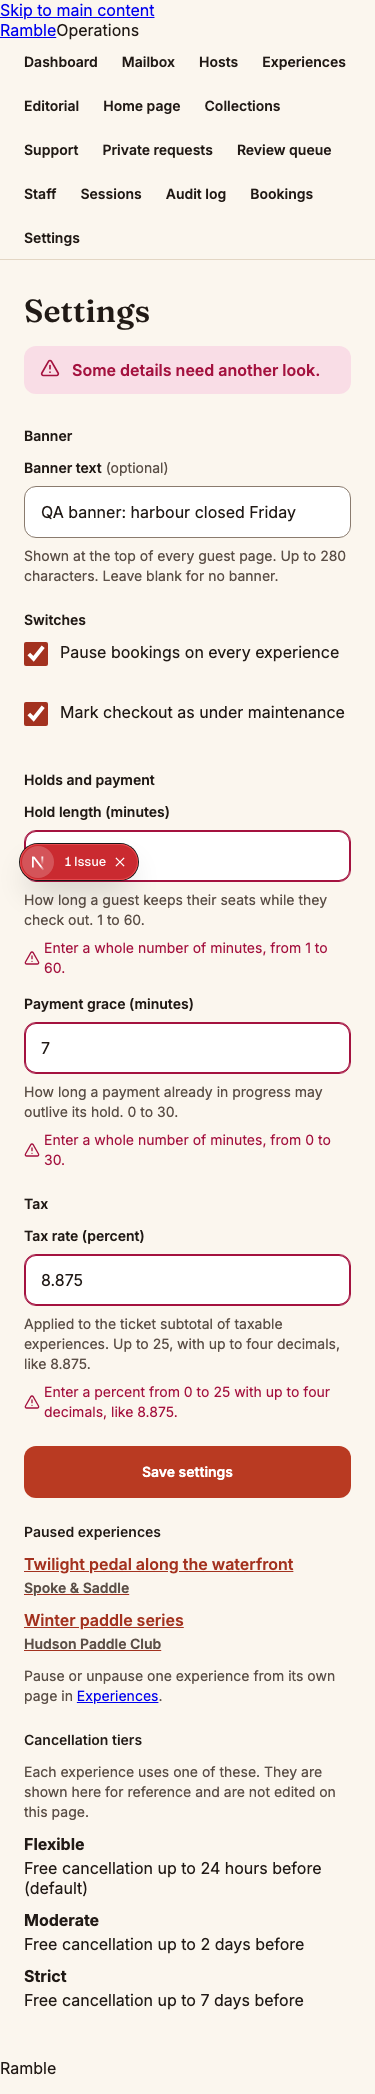 Skip to main content
RambleOperations
Dashboard Mailbox Hosts Experiences
Editorial Home page Collections
Support Private requests Review queue
Staff Sessions Audit log Bookings
Settings
Settings
Some details need another look.
Banner
Banner text (optional)
QA banner: harbour closed Friday
Shown at the top of every guest page. Up to 280
characters. Leave blank for no banner.
Switches
Pause bookings on every experience
Mark checkout as under maintenance
Holds and payment
Hold length (minutes)
N 1 Issue
How long a guest keeps their seats while they
check out. 1 to 60.
Enter a whole number of minutes, from 1 to
60.
Payment grace (minutes)
7
How long a payment already in progress may
outlive its hold. 0 to 30.
Enter a whole number of minutes, from 0 to
30.
Tax
Tax rate (percent)
8.875
Applied to the ticket subtotal of taxable
experiences. Up to 25, with up to four decimals,
like 8.875.
Enter a percent from 0 to 25 with up to four
decimals, like 8.875.
Save settings
Paused experiences
Twilight pedal along the waterfront
Spoke & Saddle
Winter paddle series
Hudson Paddle Club
Pause or unpause one experience from its own
page in Experiences.
Cancellation tiers
Each experience uses one of these. They are
shown here for reference and are not edited on
this page.
Flexible
Free cancellation up to 24 hours before
(default)
Moderate
Free cancellation up to 2 days before
Strict
Free cancellation up to 7 days before
Ramble